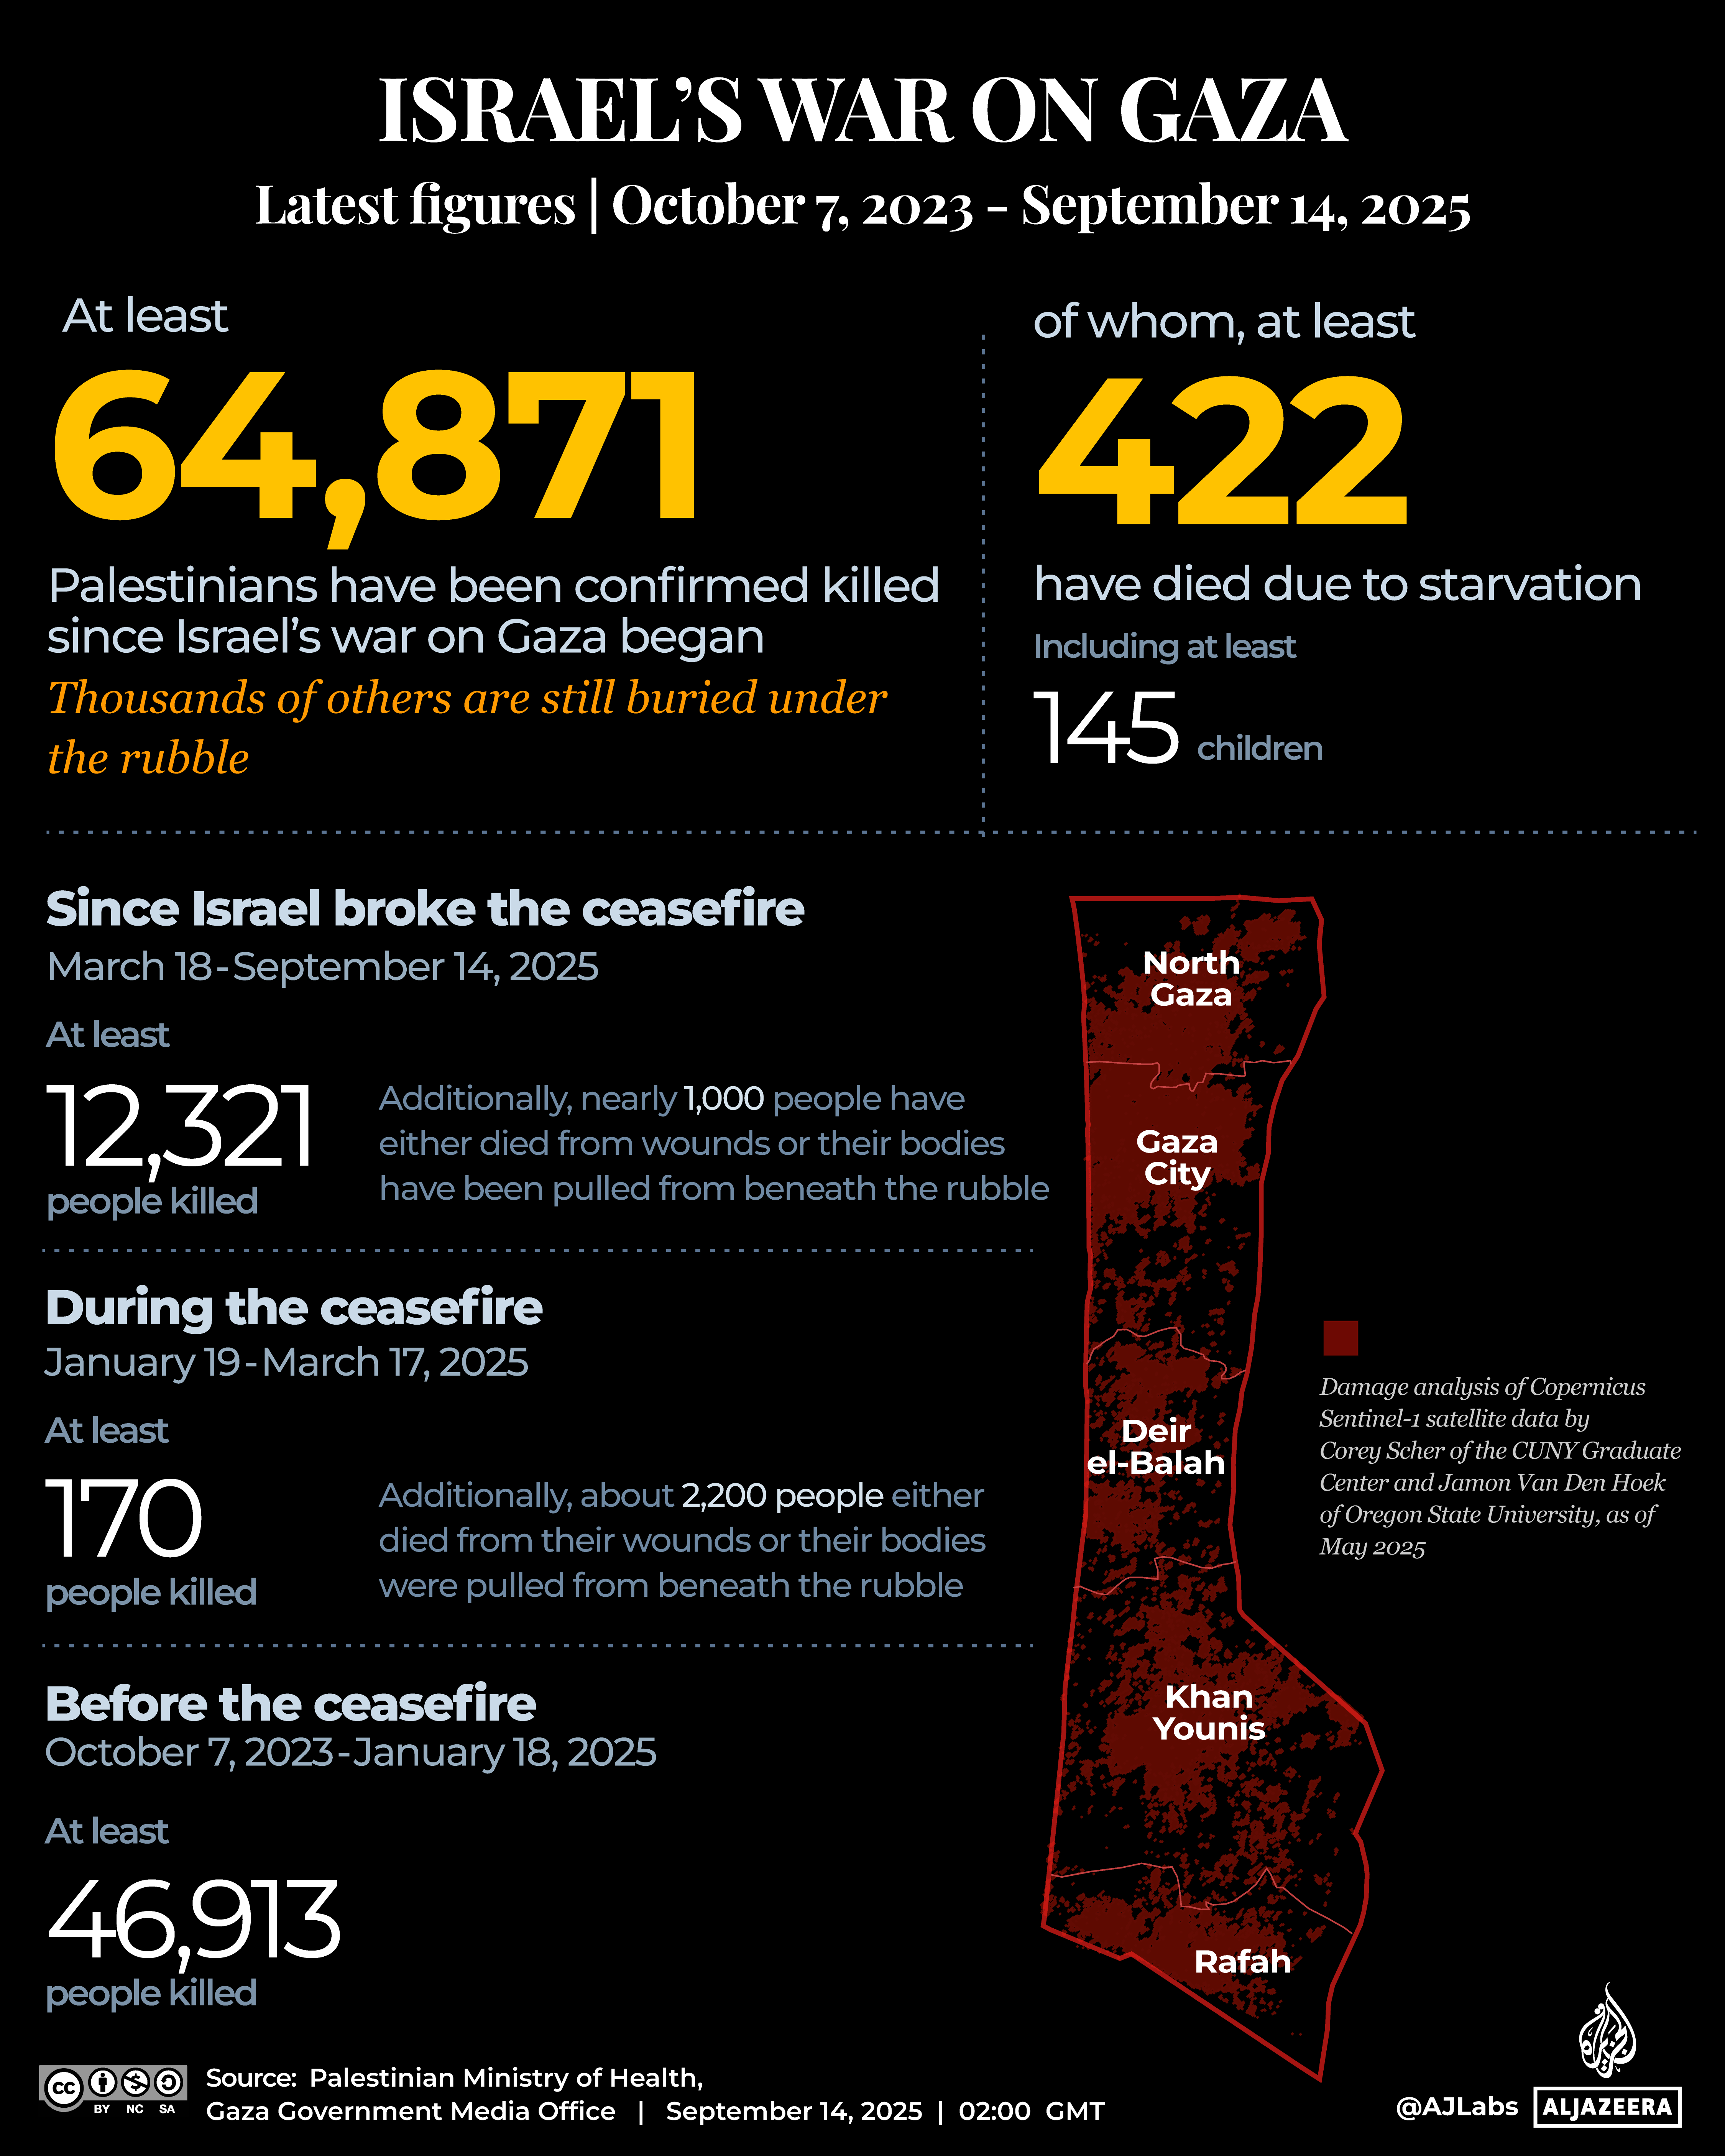 ISRAEL’S WAR ON GAZA
Latest figures | October 7, 2023 - September 14, 2025
At least
64,871
Palestinians have been confirmed killed
since Israel’s war on Gaza began
Thousands of others are still buried under
the rubble
of whom, at least
422
have died due to starvation
Including at least
145 children
Since Israel broke the ceasefire
March 18-September 14, 2025
At least
12,321
people killed
Additionally, nearly 1,000 people have
either died from wounds or their bodies
have been pulled from beneath the rubble
During the ceasefire
January 19-March 17, 2025
At least
170
people killed
Additionally, about 2,200 people either
died from their wounds or their bodies
were pulled from beneath the rubble
Before the ceasefire
October 7, 2023-January 18, 2025
At least
46,913
people killed
North
Gaza
Gaza
City
Deir
el-Balah
Khan
Younis
Rafah
Damage analysis of Copernicus
Sentinel-1 satellite data by
Corey Scher of the CUNY Graduate
Center and Jamon Van Den Hoek
of Oregon State University, as of
May 2025
cc
BY NC SA
Source: Palestinian Ministry of Health,
Gaza Government Media Office | September 14, 2025 | 02:00 GMT
@AJLabs
الجزيرة
ALJAZEERA